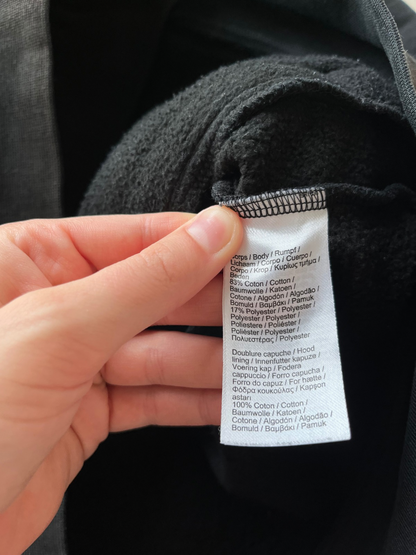 Corps / Body / Rumpf /
Lichaam / Corpo / Cuerpo /
Corpo / Krop / Κυρίως τμήμα /
Beden
83% Coton / Cotton /
Baumwolle / Katoen /
Cotone / Algodón / Algodão /
Bomuld / Βαμβάκι / Pamuk
17% Polyester / Polyester /
Polyester / Polyester /
Poliestere / Poliéster /
Poliéster / Polyester /
Πολυεστέρας / Polyester
Doublure capuche / Hood
lining / Innenfutter kapuze /
Voering kap / Fodera
cappuccio / Forro capucha /
Forro do capuz / For hætte /
Φόδρα κουκούλας / Kapşon
astarı
100% Coton / Cotton /
Baumwolle / Katoen /
Cotone / Algodón / Algodão /
Bomuld / Βαμβάκι / Pamuk